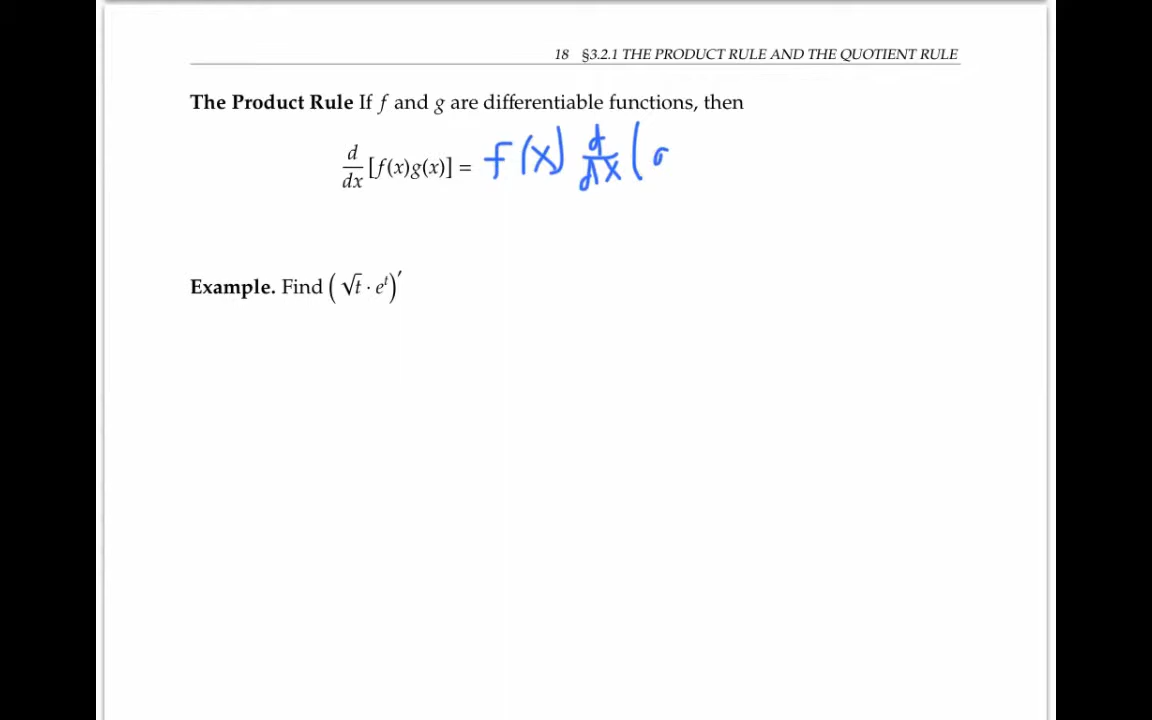 18 §3.2.1 THE PRODUCT RULE AND THE QUOTIENT RULE
The Product Rule If f and g are differentiable functions, then
d/dx [f(x)g(x)] = f(x) d/dx (
Example. Find (√t · eᵗ)′